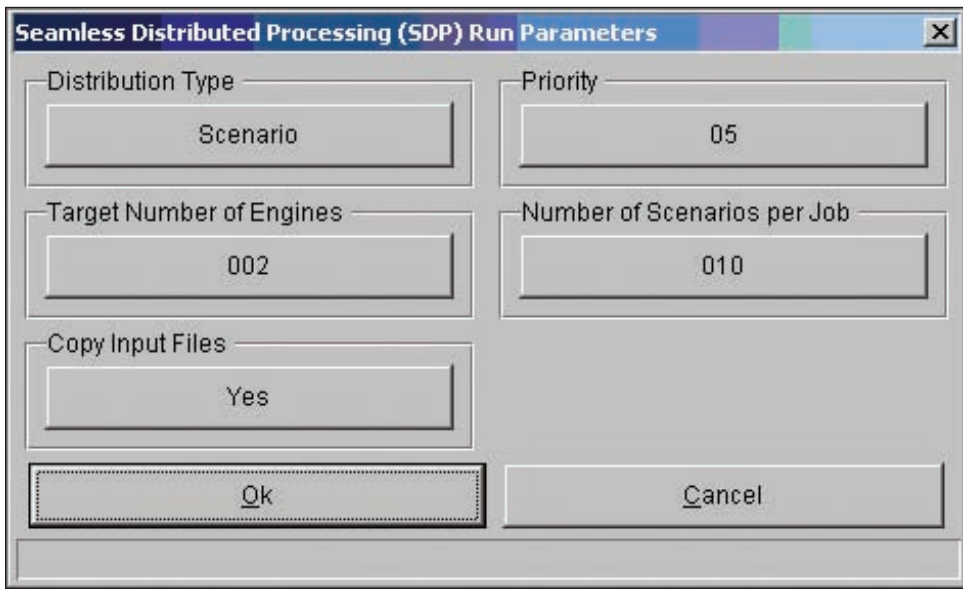 Seamless Distributed Processing (SDP) Run Parameters
Distribution Type
Scenario
Priority
05
Target Number of Engines
002
Number of Scenarios per Job
010
Copy Input Files
Yes
Ok
Cancel